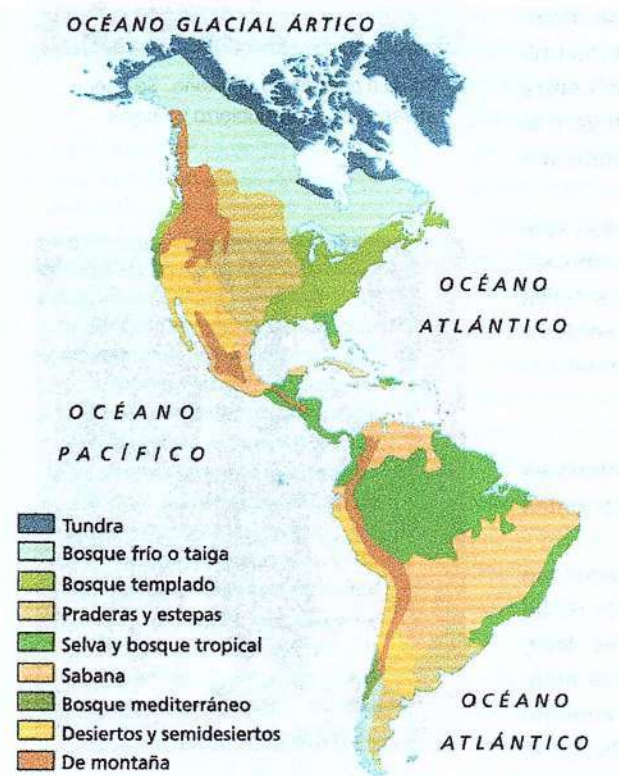 OCÉANO GLACIAL ÁRTICO
OCÉANO
ATLÁNTICO
OCÉANO
PACÍFICO
Tundra
Bosque frío o taiga
Bosque templado
Praderas y estepas
Selva y bosque tropical
Sabana
Bosque mediterráneo
Desiertos y semidesiertos
De montaña
OCÉANO
ATLÁNTICO